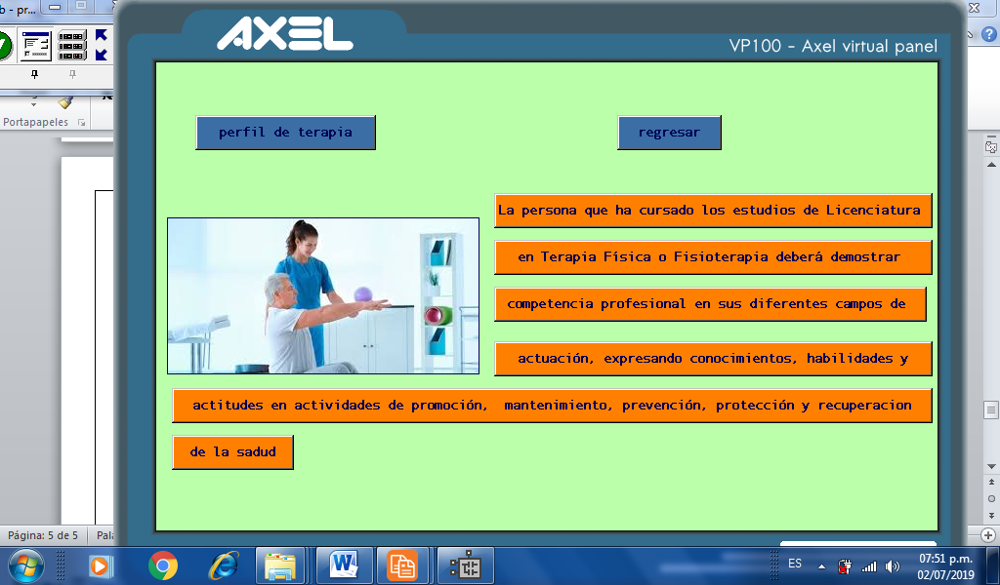 b - pr...
AXEL
VP100 - Axel virtual panel
Portapapeles
perfil de terapia
regresar
La persona que ha cursado los estudios de Licenciatura
en Terapia Física o Fisioterapia deberá demostrar
competencia profesional en sus diferentes campos de
actuación, expresando conocimientos, habilidades y
actitudes en actividades de promoción, mantenimiento, prevención, protección y recuperacion
de la sadud
Página: 5 de 5
Pala
ES
07:51 p.m.
02/07/2019